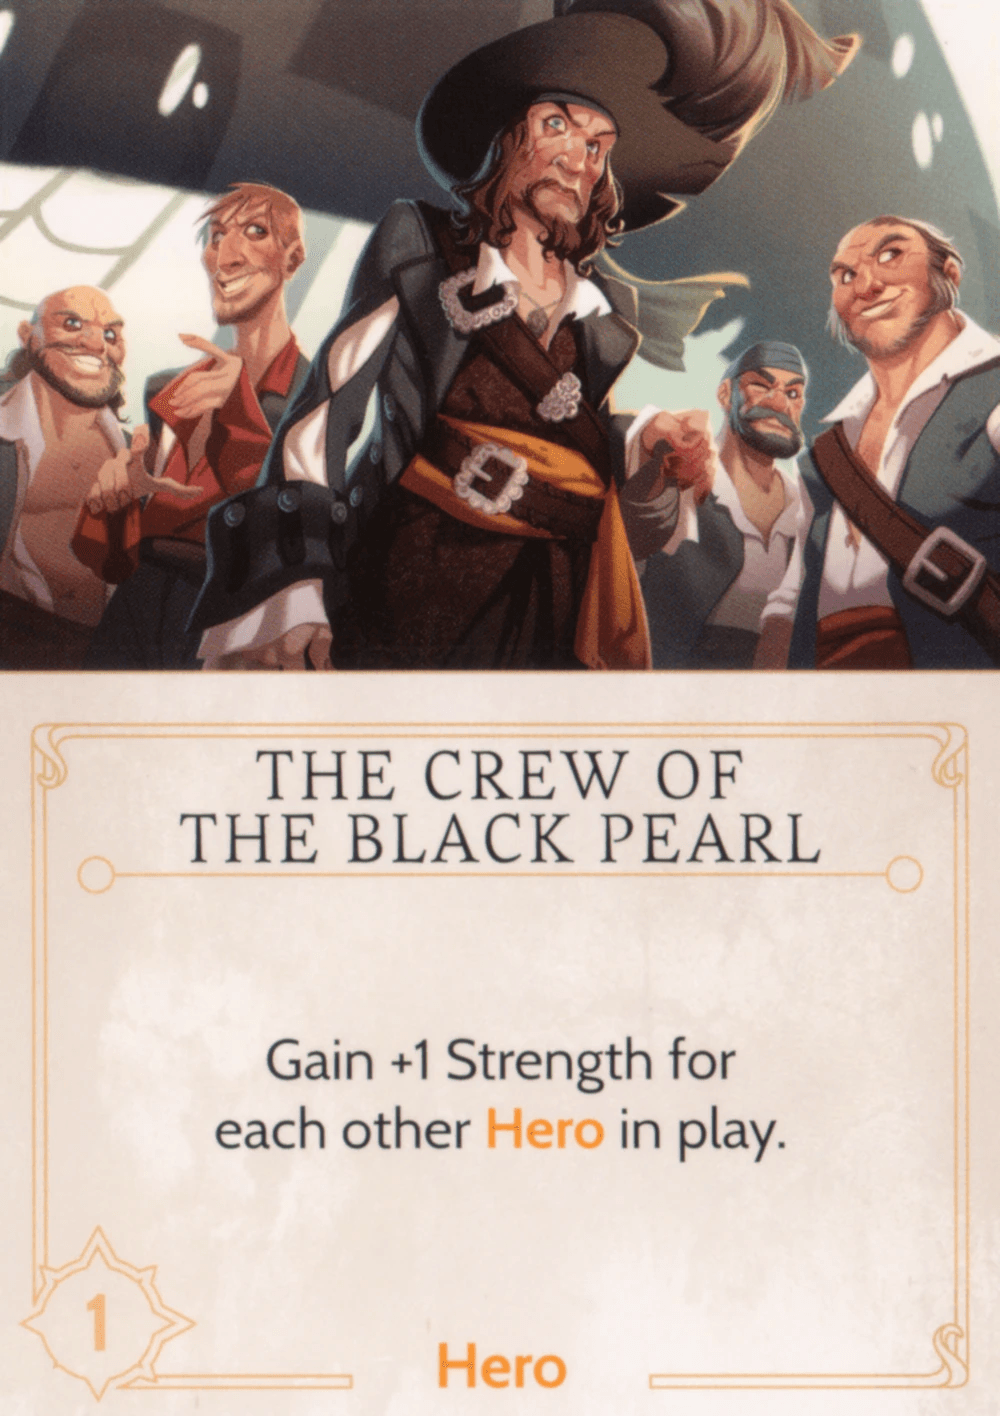 THE CREW OF
THE BLACK PEARL
Gain +1 Strength for
each other Hero in play.
1
Hero